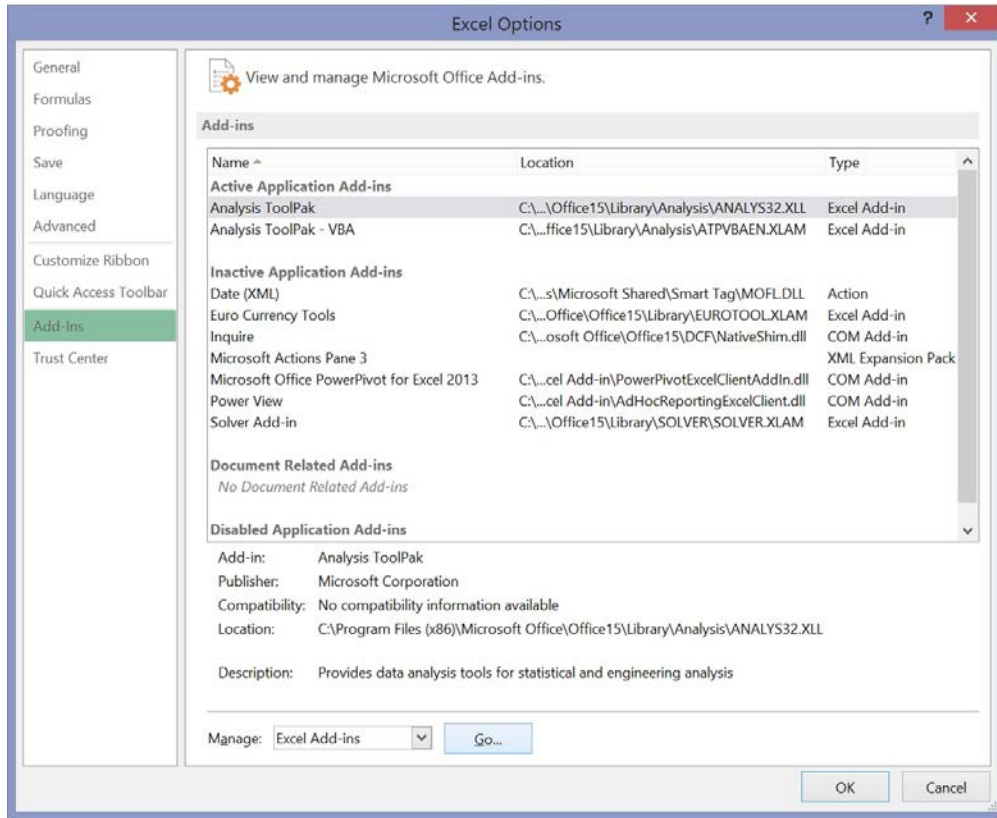 Excel Options
?
General
Formulas
Proofing
Save
Language
Advanced
Customize Ribbon
Quick Access Toolbar
Add-Ins
Trust Center
View and manage Microsoft Office Add-ins.
Add-ins
Name Location Type
Active Application Add-ins
Analysis ToolPak C:\...\Office15\Library\Analysis\ANALYS32.XLL Excel Add-in
Analysis ToolPak - VBA C:\...ffice15\Library\Analysis\ATPVBAEN.XLAM Excel Add-in
Inactive Application Add-ins
Date (XML) C:\...s\Microsoft Shared\Smart Tag\MOFL.DLL Action
Euro Currency Tools C:\...Office\Office15\Library\EUROTOOL.XLAM Excel Add-in
Inquire C:\...osoft Office\Office15\DCF\NativeShim.dll COM Add-in
Microsoft Actions Pane 3 XML Expansion Pack
Microsoft Office PowerPivot for Excel 2013 C:\...cel Add-in\PowerPivotExcelClientAddIn.dll COM Add-in
Power View C:\...cel Add-in\AdHocReportingExcelClient.dll COM Add-in
Solver Add-in C:\...\Office15\Library\SOLVER\SOLVER.XLAM Excel Add-in
Document Related Add-ins
No Document Related Add-ins
Disabled Application Add-ins
Add-in: Analysis ToolPak
Publisher: Microsoft Corporation
Compatibility: No compatibility information available
Location: C:\Program Files (x86)\Microsoft Office\Office15\Library\Analysis\ANALYS32.XLL
Description: Provides data analysis tools for statistical and engineering analysis
Manage: Excel Add-ins Go...
OK Cancel